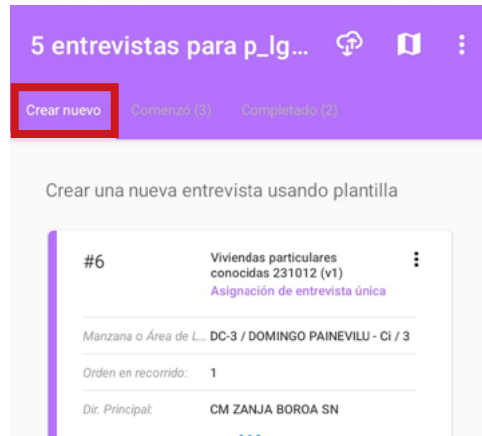 5 entrevistas para p_lg...
Crear nuevo Comenzó (3) Completado (2)
Crear una nueva entrevista usando plantilla
#6 Viviendas particulares
conocidas 231012 (v1)
Asignación de entrevista única
Manzana o Área de L... DC-3 / DOMINGO PAINEVILU - Ci / 3
Orden en recorrido: 1
Dir. Principal: CM ZANJA BOROA SN